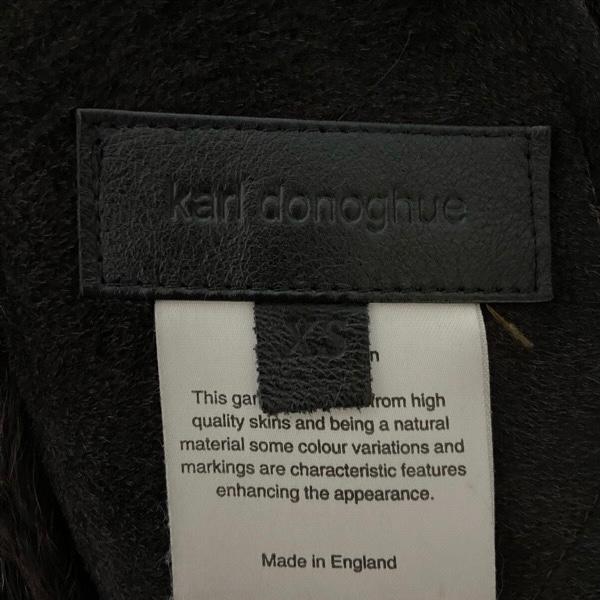 karl donoghue
XS
This from high
quality skins and being a natural
material some colour variations and
markings are characteristic features
enhancing the appearance.
Made in England